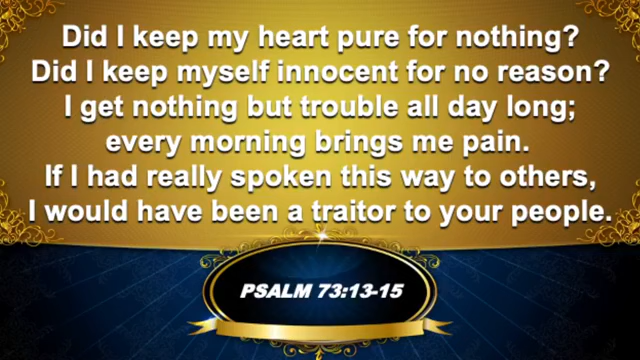 Did I keep my heart pure for nothing?
Did I keep myself innocent for no reason?
I get nothing but trouble all day long;
every morning brings me pain.
If I had really spoken this way to others,
I would have been a traitor to your people.
PSALM 73:13-15